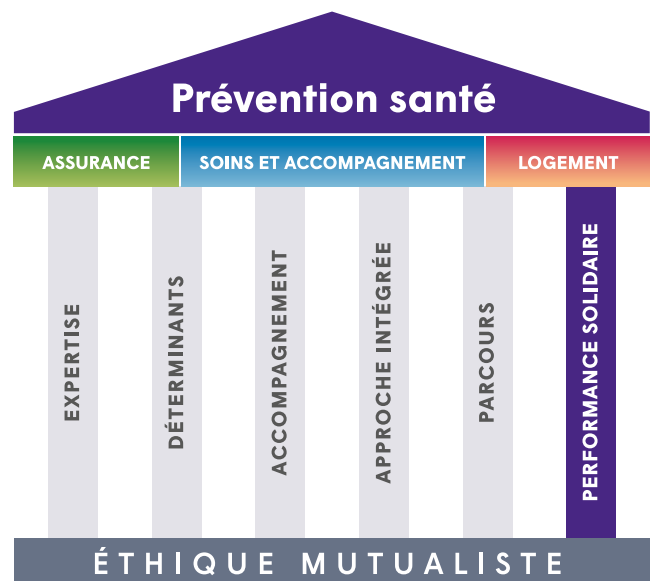 Prévention santé
ASSURANCE
SOINS ET ACCOMPAGNEMENT
LOGEMENT
EXPERTISE
DÉTERMINANTS
ACCOMPAGNEMENT
APPROCHE INTÉGRÉE
PARCOURS
PERFORMANCE SOLIDAIRE
ÉTHIQUE MUTUALISTE